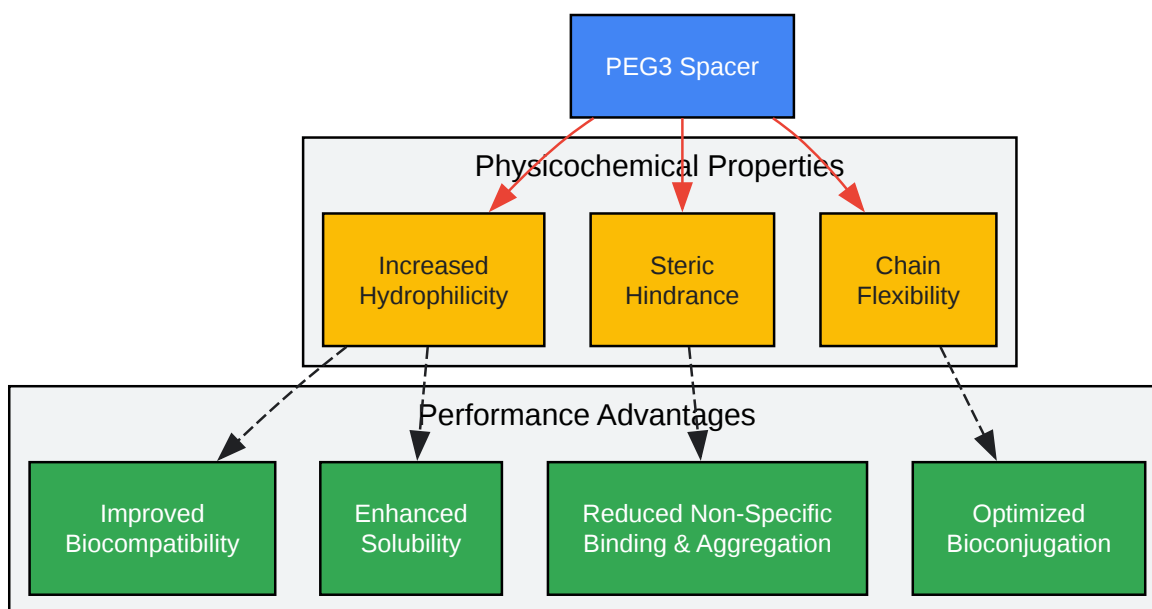 PEG3 Spacer
Physicochemical Properties
Increased
Hydrophilicity
Steric
Hindrance
Chain
Flexibility
Performance Advantages
Improved
Biocompatibility
Enhanced
Solubility
Reduced Non-Specific
Binding & Aggregation
Optimized
Bioconjugation